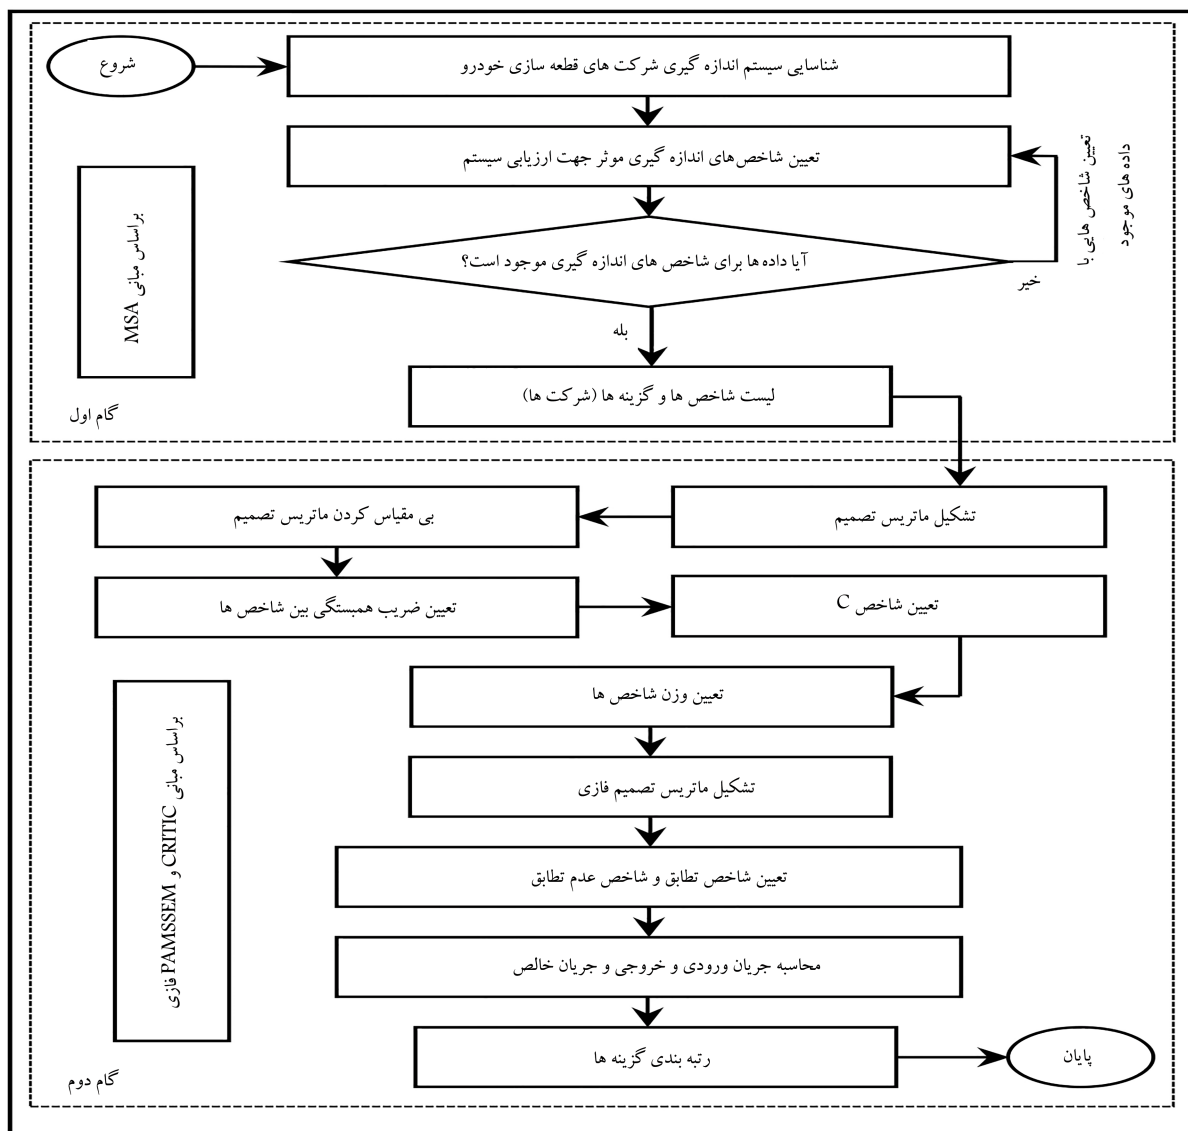 شروع
شناسایی سیستم اندازه گیری شرکت های قطعه سازی خودرو
تعیین شاخص‌های اندازه گیری موثر جهت ارزیابی سیستم
تعیین شاخص هایی با
داده های موجود
آیا داده ها برای شاخص های اندازه گیری موجود است؟
خیر
بله
براساس مبانی MSA
لیست شاخص ها و گزینه ها (شرکت ها)
گام اول
تشکیل ماتریس تصمیم
بی مقیاس کردن ماتریس تصمیم
تعیین ضریب همبستگی بین شاخص ها
تعیین شاخص C
تعیین وزن شاخص ها
تشکیل ماتریس تصمیم فازی
براساس مبانی CRITIC و PAMSSEM فازی
تعیین شاخص تطابق و شاخص عدم تطابق
محاسبه جریان ورودی و خروجی و جریان خالص
رتبه بندی گزینه ها
پایان
گام دوم